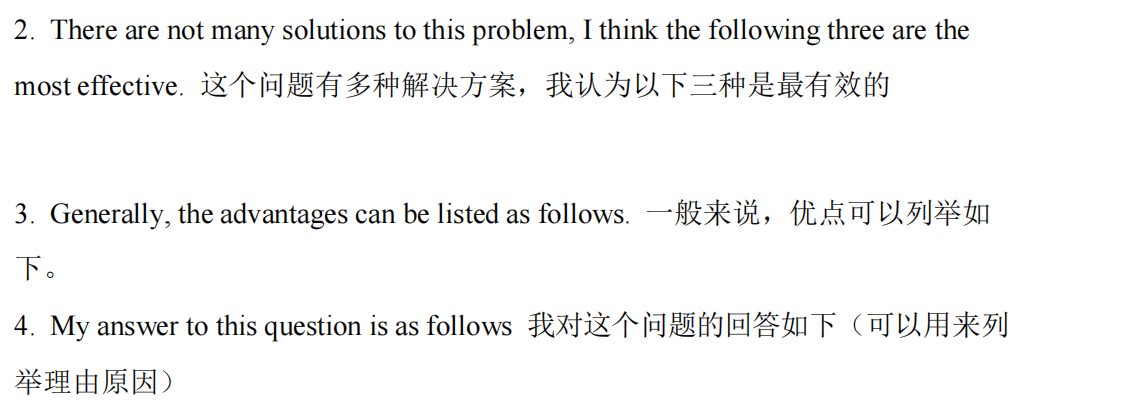 2.  There are not many solutions to this problem, I think the following three are the
most effective.  这个问题有多种解决方案，我认为以下三种是最有效的
3.  Generally, the advantages can be listed as follows.  一般来说，优点可以列举如
下。
4.  My answer to this question is as follows  我对这个问题的回答如下（可以用来列
举理由原因）